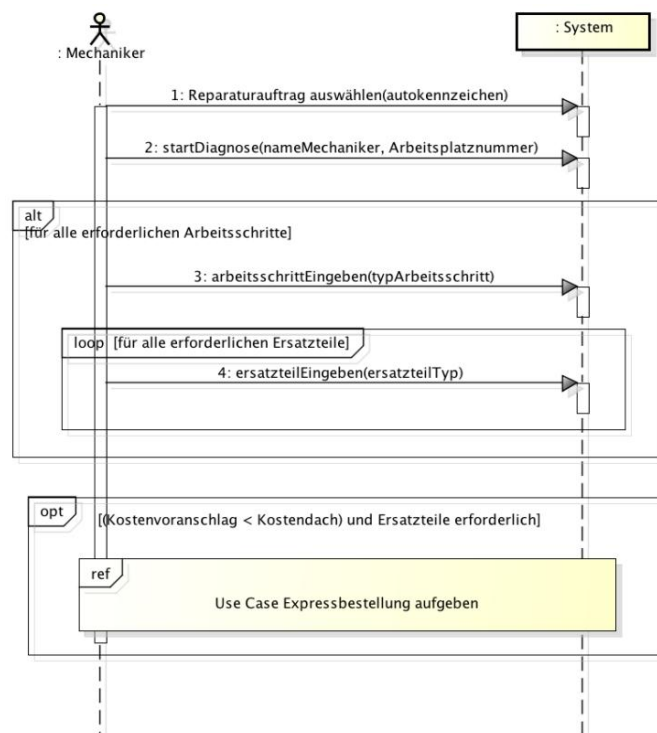 : Mechaniker
: System
1: Reparaturauftrag auswählen(autokennzeichen)
2: startDiagnose(nameMechaniker, Arbeitsplatznummer)
alt
[für alle erforderlichen Arbeitsschritte]
3: arbeitsschrittEingeben(typArbeitsschritt)
loop [für alle erforderlichen Ersatzteile]
4: ersatzteilEingeben(ersatzteilTyp)
opt
[(Kostenvoranschlag < Kostendach) und Ersatzteile erforderlich]
ref
Use Case Expressbestellung aufgeben